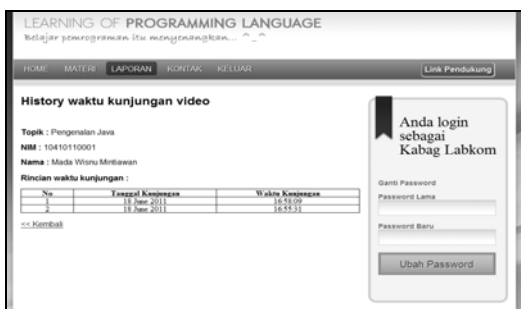 LEARNING OF PROGRAMMING LANGUAGE
Belajar pemrograman itu menyenangkan... ^_^
HOME MATERI LAPORAN KONTAK KELUAR Link Pendukung
History waktu kunjungan video
Topik : Pengenalan Java
NIM : 10410110001
Nama : Mada Wisnu Mintiawan
Rincian waktu kunjungan :
No Tanggal Kunjungan Waktu Kunjungan
1 18 June 2011 16:58:09
2 18 June 2011 16:55:31
<< Kembali
Anda login
sebagai
Kabag Labkom
Ganti Password
Password Lama
Password Baru
Ubah Password